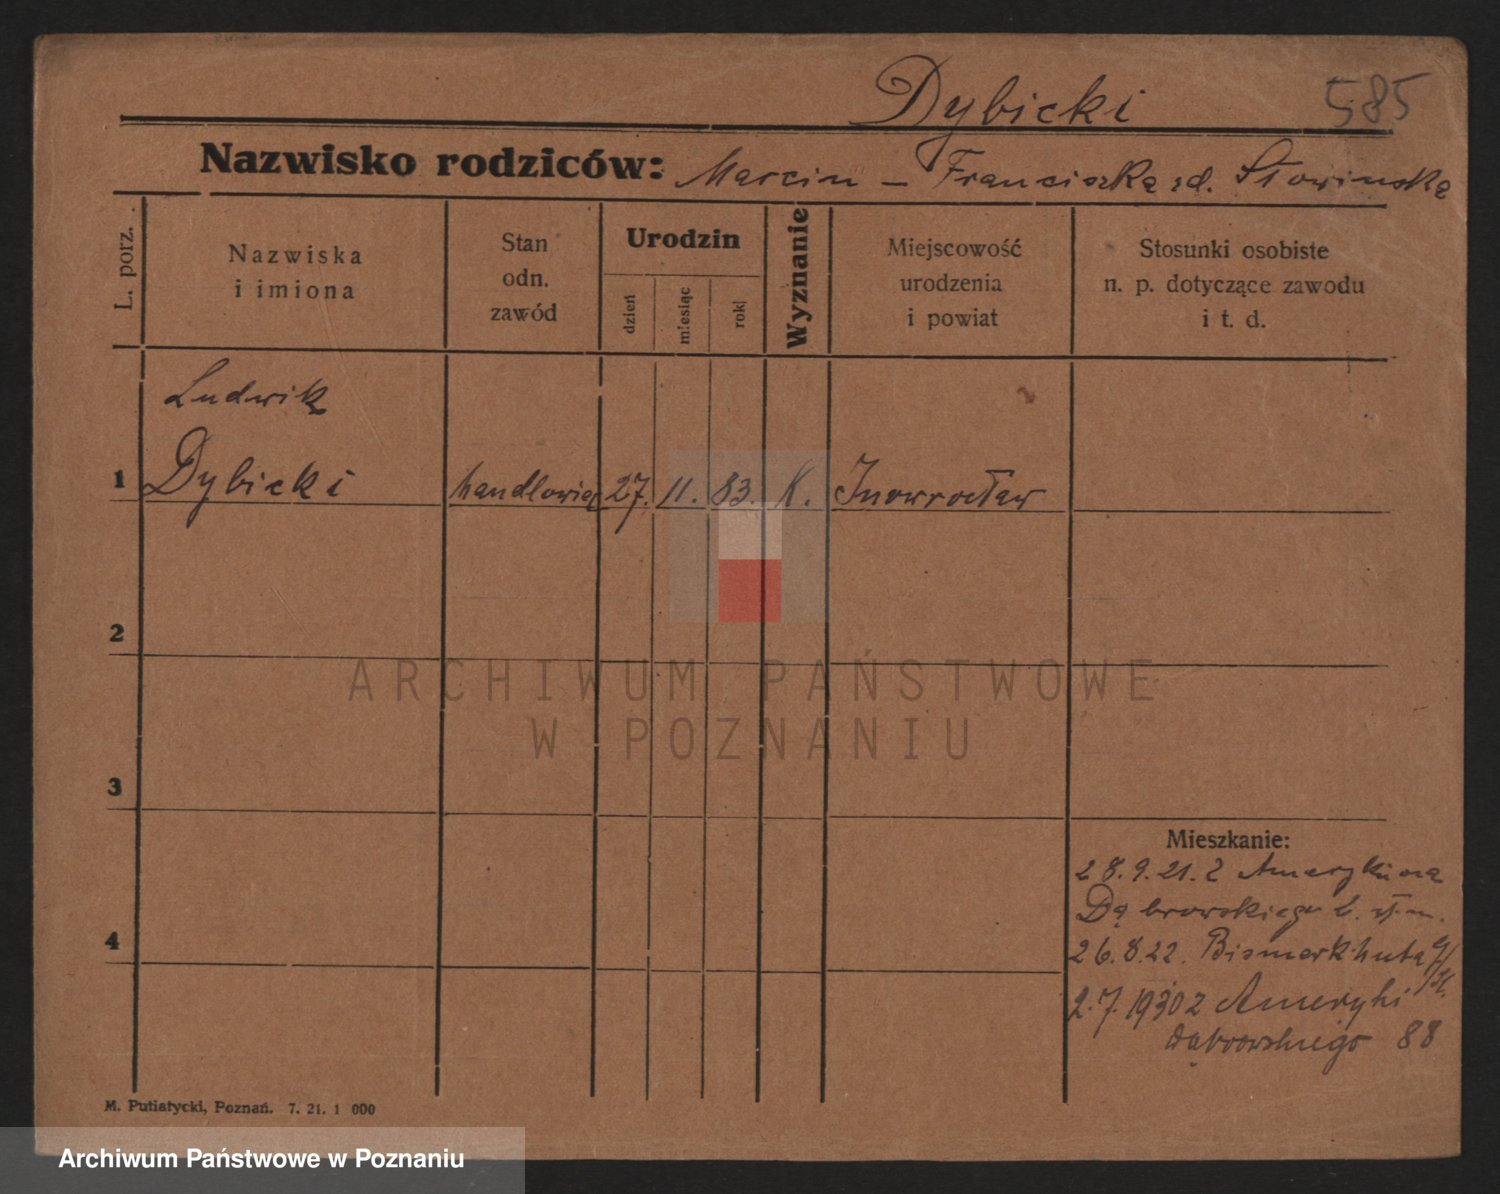 Dybicki 585
Nazwisko rodziców: Marcin – Franciszka zd. Słowińska
L. porz.
Nazwiska
i imiona
Stan
odn.
zawód
Urodzin
dzień
miesiąc
rok
Wyznanie
Miejscowość
urodzenia
i powiat
Stosunki osobiste
n. p. dotyczące zawodu
i t. d.
Ludwik
1 Dybicki handlowiec 27. 11. 83. K. Inowrocław
2
ARCHIWUM PAŃSTWOWE
W POZNANIU
3
Mieszkanie:
28.9.21. z Ameryki na
Dąbrowskiego b.
4
26.8.22. Bismarkhuta
2.7.1930 z Ameryki
Dąbrowskiego 88
M. Putiatycki, Poznań. 7. 21. 1 000
Archiwum Państwowe w Poznaniu